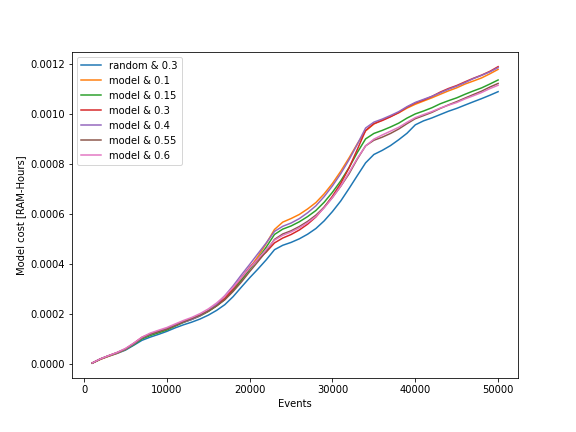 random & 0.3
model & 0.1
model & 0.15
model & 0.3
model & 0.4
model & 0.55
model & 0.6
0.0012
0.0010
0.0008
0.0006
0.0004
0.0002
0.0000
Model cost [RAM-Hours]
0
10000
20000
30000
40000
50000
Events